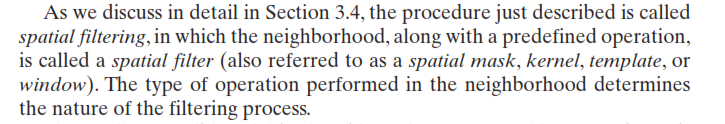 As we discuss in detail in Section 3.4, the procedure just described is called
spatial filtering, in which the neighborhood, along with a predefined operation,
is called a spatial filter (also referred to as a spatial mask, kernel, template, or
window). The type of operation performed in the neighborhood determines
the nature of the filtering process.